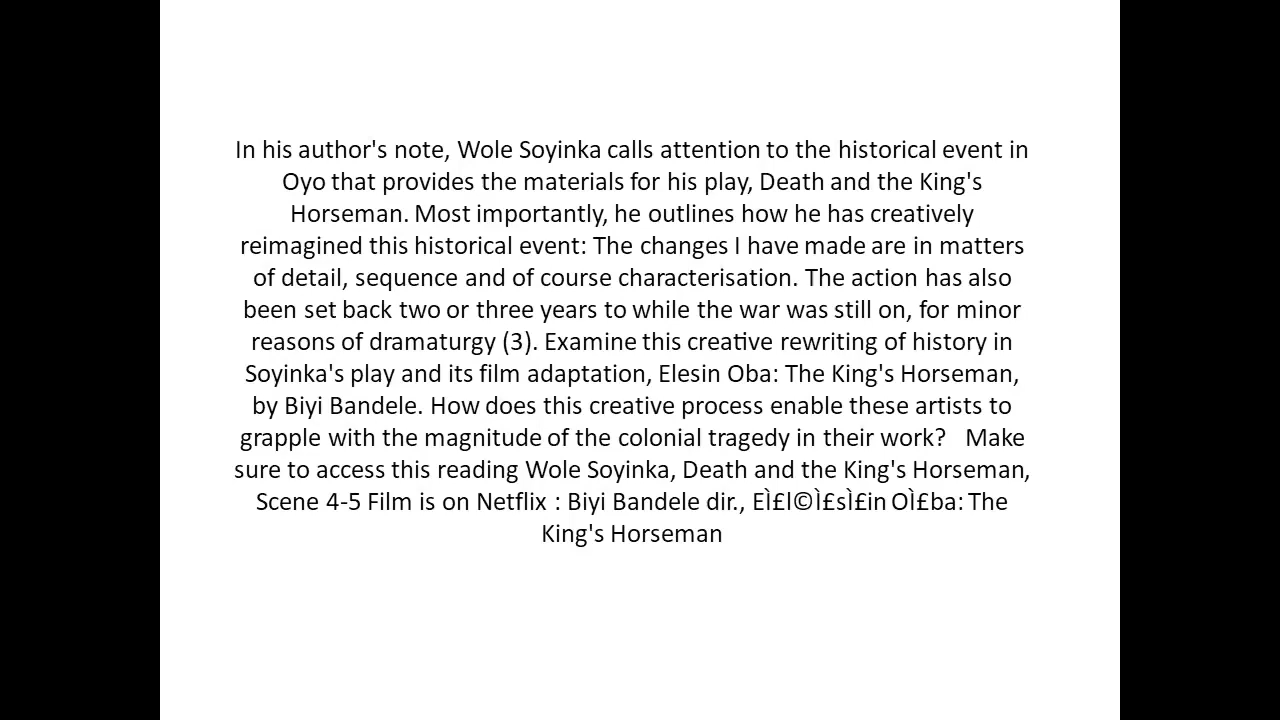 In his author's note, Wole Soyinka calls attention to the historical event in
Oyo that provides the materials for his play, Death and the King's
Horseman. Most importantly, he outlines how he has creatively
reimagined this historical event: The changes I have made are in matters
of detail, sequence and of course characterisation. The action has also
been set back two or three years to while the war was still on, for minor
reasons of dramaturgy (3). Examine this creative rewriting of history in
Soyinka's play and its film adaptation, Elesin Oba: The King's Horseman,
by Biyi Bandele. How does this creative process enable these artists to
grapple with the magnitude of the colonial tragedy in their work?   Make
sure to access this reading Wole Soyinka, Death and the King's Horseman,
Scene 4-5 Film is on Netflix : Biyi Bandele dir., EÌ£l©Ì£sÌ£in OÌ£ba: The
King's Horseman